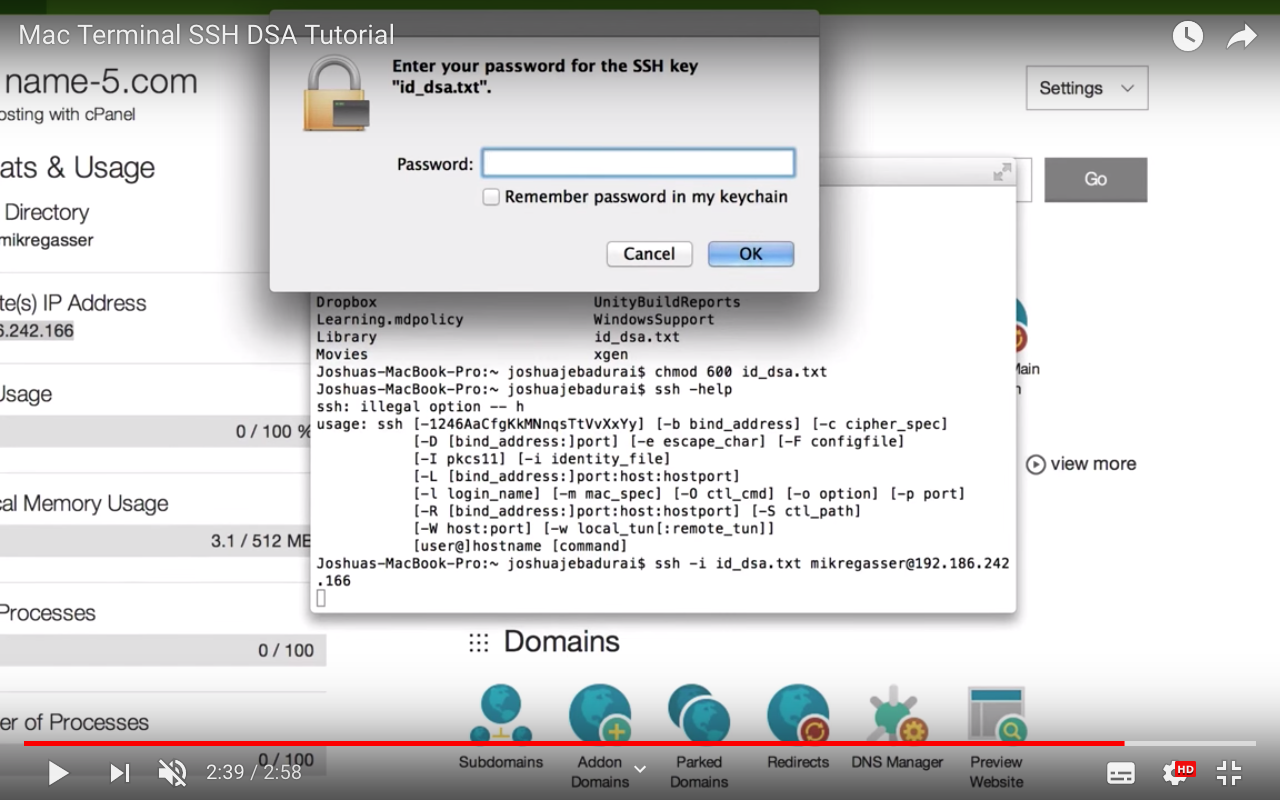 Mac Terminal SSH DSA Tutorial
name-5.com
osting with cPanel
ats & Usage
Directory
mikregasser
te(s) IP Address
6.242.166
Usage
0 / 100 %
cal Memory Usage
3.1 / 512 MB
Processes
0 / 100
er of Processes
0 / 100
Enter your password for the SSH key
"id_dsa.txt".
Password:
Remember password in my keychain
Cancel OK
Settings
Go
Dropbox UnityBuildReports
Learning.mdpolicy WindowsSupport
Library id_dsa.txt
Movies xgen
Joshuas-MacBook-Pro:~ joshuajebadurai$ chmod 600 id_dsa.txt
Joshuas-MacBook-Pro:~ joshuajebadurai$ ssh -help
ssh: illegal option -- h
usage: ssh [-1246AaCfgKkMNnqsTtVvXxYy] [-b bind_address] [-c cipher_spec]
[-D [bind_address:]port] [-e escape_char] [-F configfile]
[-I pkcs11] [-i identity_file]
[-L [bind_address:]port:host:hostport]
[-l login_name] [-m mac_spec] [-O ctl_cmd] [-o option] [-p port]
[-R [bind_address:]port:host:hostport] [-S ctl_path]
[-W host:port] [-w local_tun[:remote_tun]]
[user@]hostname [command]
Joshuas-MacBook-Pro:~ joshuajebadurai$ ssh -i id_dsa.txt mikregasser@192.186.242
.166
Main
n
view more
Domains
Subdomains
Addon
Domains
Parked
Domains
Redirects
DNS Manager
Preview
Website
2:39 / 2:58
HD